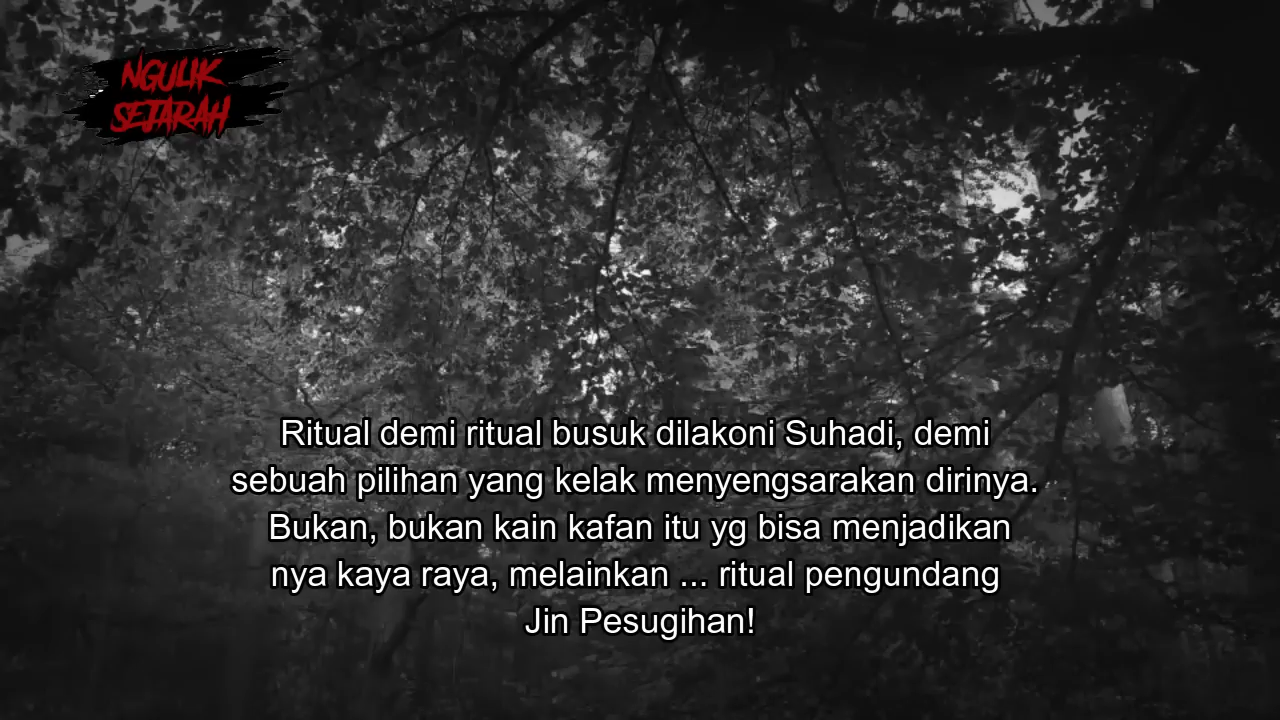 NGULIK
SEJARAH
Ritual demi ritual busuk dilakoni Suhadi, demi
sebuah pilihan yang kelak menyengsarakan dirinya.
Bukan, bukan kain kafan itu yg bisa menjadikan
nya kaya raya, melainkan ... ritual pengundang
Jin Pesugihan!